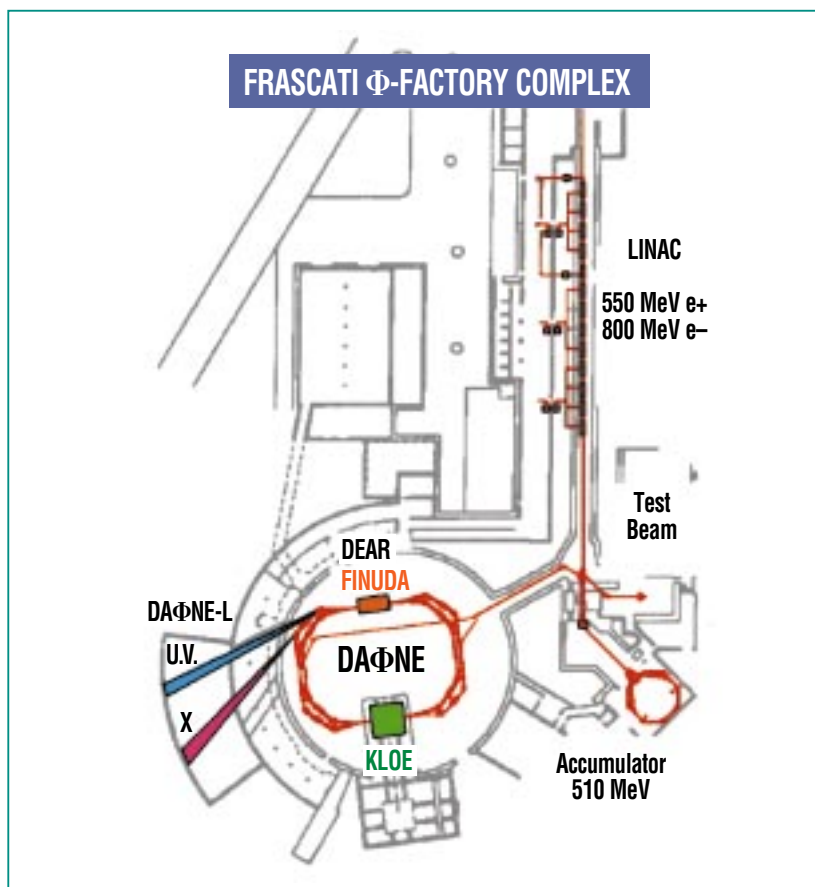 FRASCATI Φ-FACTORY COMPLEX
LINAC
550 MeV e+
800 MeV e–
Test
Beam
DEAR
FINUDA
DAΦNE-L
U.V.
DAΦNE
X
KLOE
Accumulator
510 MeV